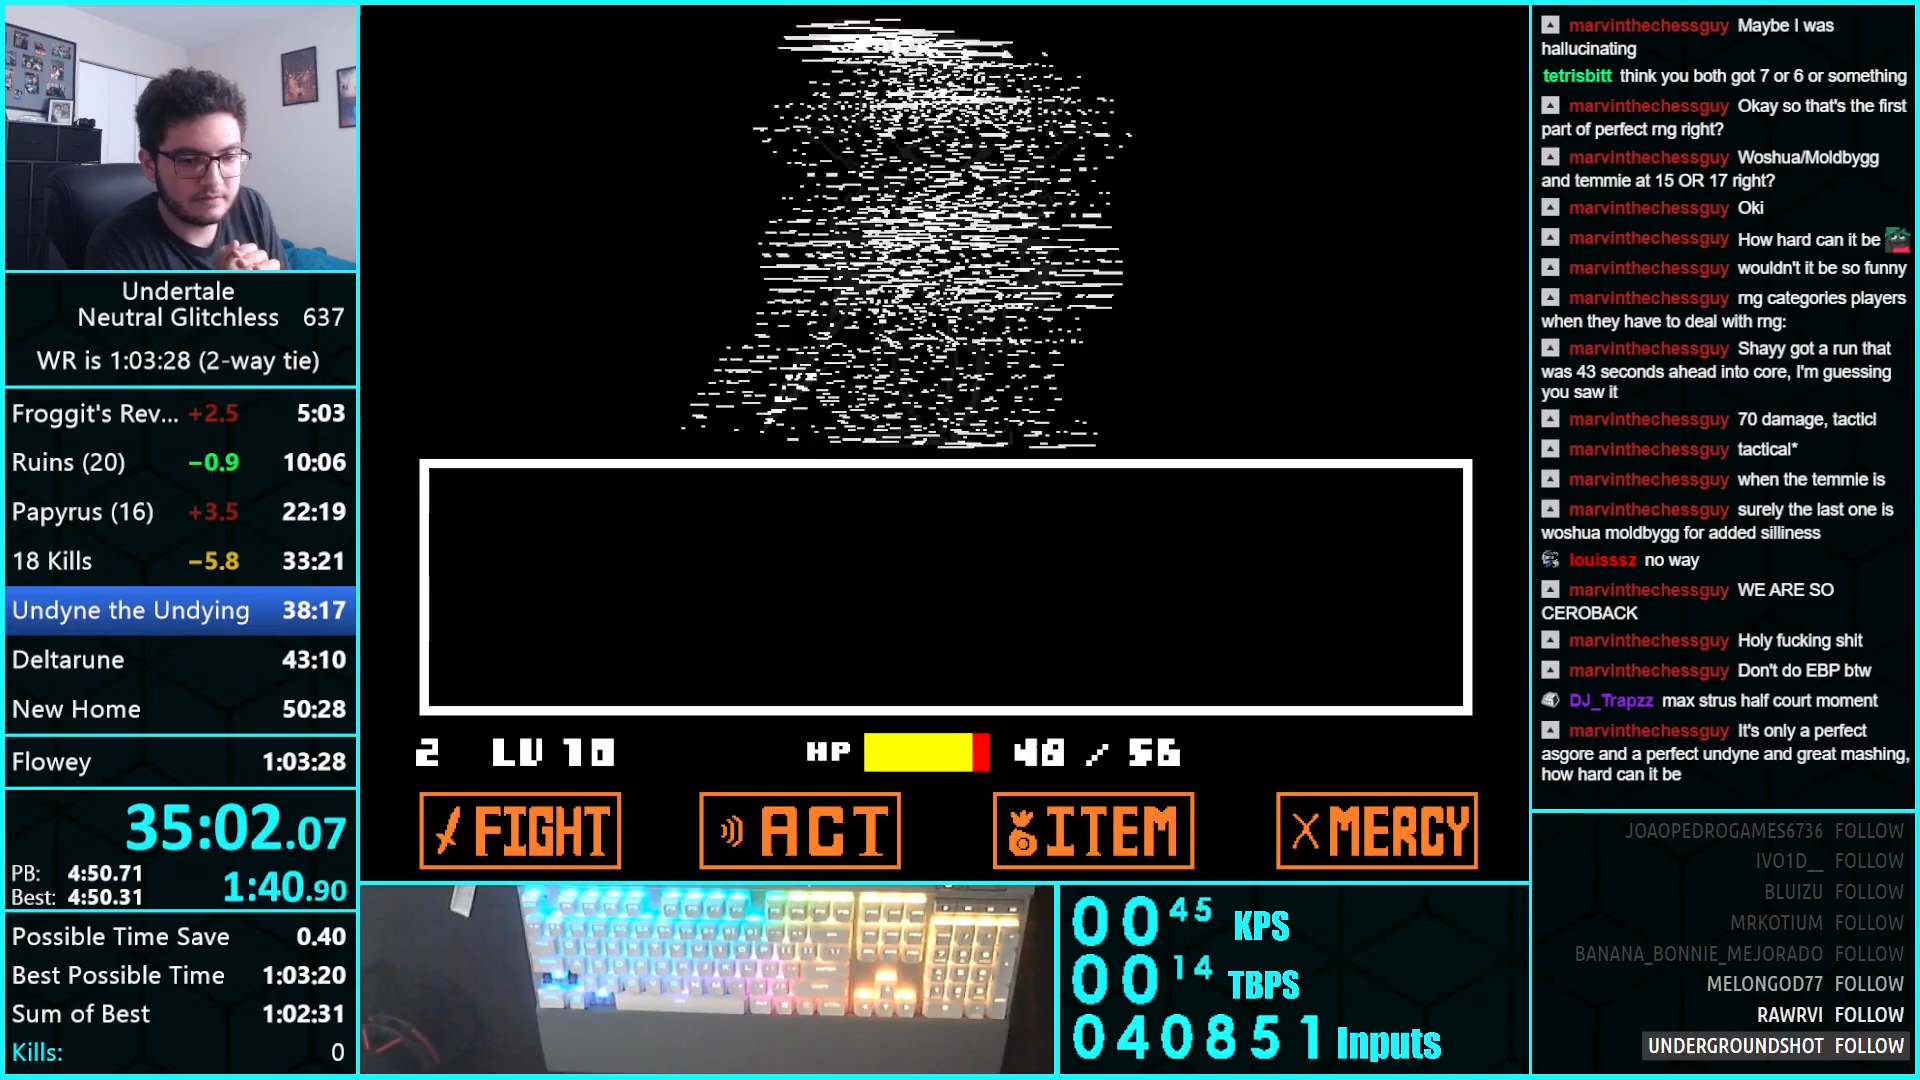 Undertale
Neutral Glitchless 637
WR is 1:03:28 (2-way tie)
Froggit's Rev... +2.5 5:03
Ruins (20) −0.9 10:06
Papyrus (16) +3.5 22:19
18 Kills −5.8 33:21
Undyne the Undying 38:17
Deltarune 43:10
New Home 50:28
Flowey 1:03:28
35:02.07
PB: 4:50.71
Best: 4:50.31
1:40.90
Possible Time Save 0.40
Best Possible Time 1:03:20
Sum of Best 1:02:31
Kills: 0
2 LV 10 HP 48 / 56
FIGHT ACT ITEM MERCY
00 45 KPS
00 14 TBPS
040851 Inputs
marvinthechessguy Maybe I was
hallucinating
tetrisbitt think you both got 7 or 6 or something
marvinthechessguy Okay so that's the first
part of perfect rng right?
marvinthechessguy Woshua/Moldbygg
and temmie at 15 OR 17 right?
marvinthechessguy Oki
marvinthechessguy How hard can it be
marvinthechessguy wouldn't it be so funny
marvinthechessguy rng categories players
when they have to deal with rng:
marvinthechessguy Shayy got a run that
was 43 seconds ahead into core, I'm guessing
you saw it
marvinthechessguy 70 damage, tacticl
marvinthechessguy tactical*
marvinthechessguy when the temmie is
marvinthechessguy surely the last one is
woshua moldbygg for added silliness
louisssz no way
marvinthechessguy WE ARE SO
CEROBACK
marvinthechessguy Holy fucking shit
marvinthechessguy Don't do EBP btw
DJ_Trapzz max strus half court moment
marvinthechessguy It's only a perfect
asgore and a perfect undyne and great mashing,
how hard can it be
JOAOPEDROGAMES6736 FOLLOW
IVO1D__ FOLLOW
BLUIZU FOLLOW
MRKOTIUM FOLLOW
BANANA_BONNIE_MEJORADO FOLLOW
MELONGOD77 FOLLOW
RAWRVI FOLLOW
UNDERGROUNDSHOT FOLLOW